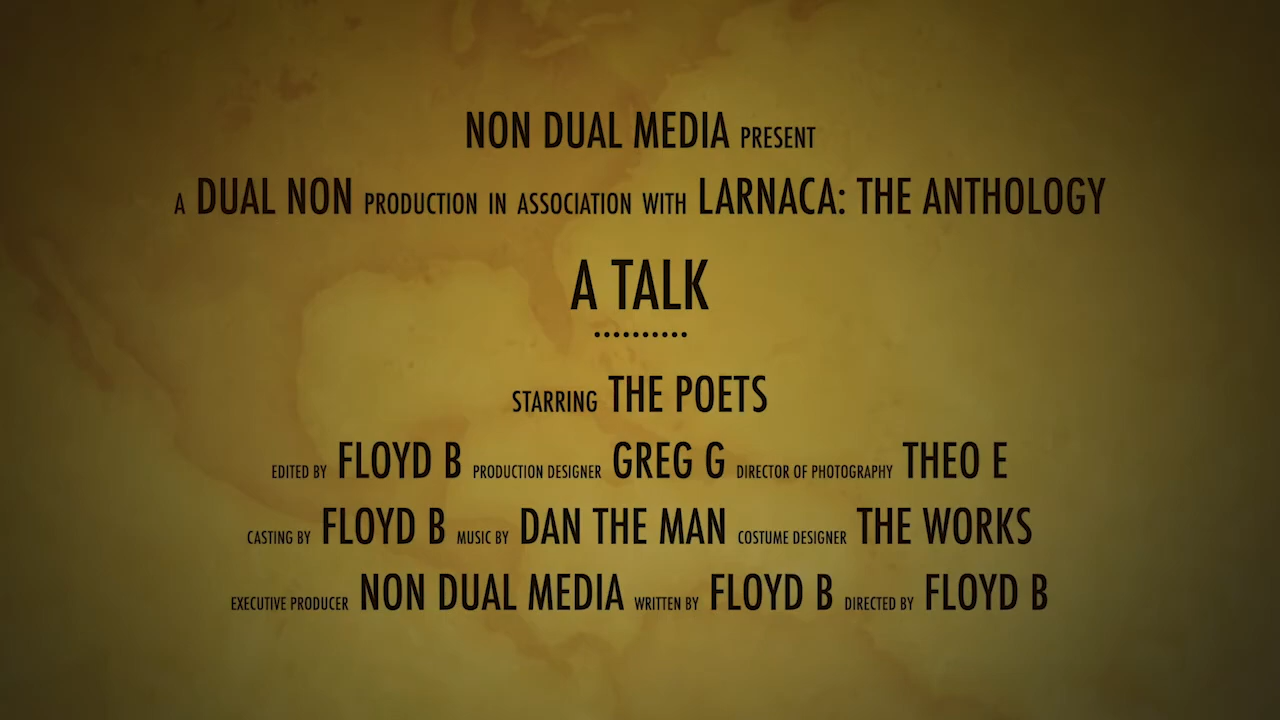 NON DUAL MEDIA PRESENT
A DUAL NON PRODUCTION IN ASSOCIATION WITH LARNACA: THE ANTHOLOGY
A TALK
..........
STARRING THE POETS
EDITED BY FLOYD B PRODUCTION DESIGNER GREG G DIRECTOR OF PHOTOGRAPHY THEO E
CASTING BY FLOYD B MUSIC BY DAN THE MAN COSTUME DESIGNER THE WORKS
EXECUTIVE PRODUCER NON DUAL MEDIA WRITTEN BY FLOYD B DIRECTED BY FLOYD B